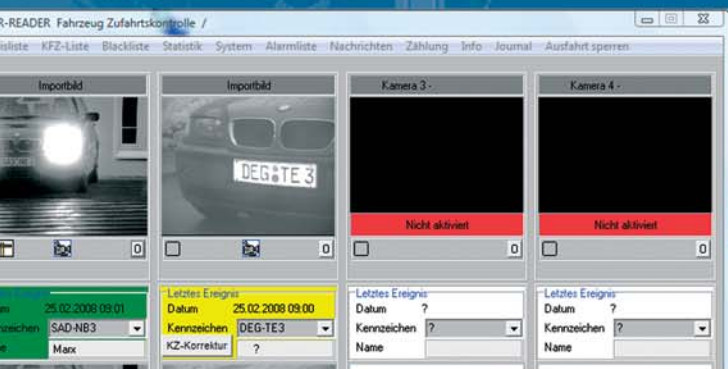 R-READER Fahrzeug Zufahrtskontrolle /
isliste KFZ-Liste Blackliste Statistik System Alarmliste Nachrichten Zählung Info Journal Ausfahrt sperren
Importbild Importbild Kamera 3 - Kamera 4 -
DEG TE 3
Nicht aktiviert Nicht aktiviert
0 0 0 0
Letztes Ereignis Letztes Ereignis Letztes Ereignis
25.02.2008 09:01 Datum 25.02.2008 09:00 Datum ? Datum ?
nzeichen SAD-NB3 Kennzeichen DEG-TE3 Kennzeichen ? Kennzeichen ?
Marx KZ-Korrektur ? Name Name